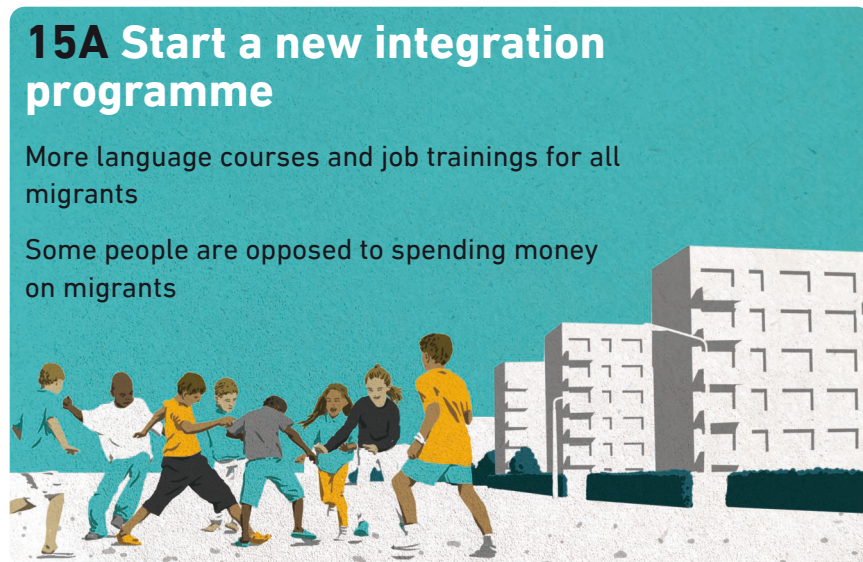 15A Start a new integration
programme
More language courses and job trainings for all
migrants
Some people are opposed to spending money
on migrants